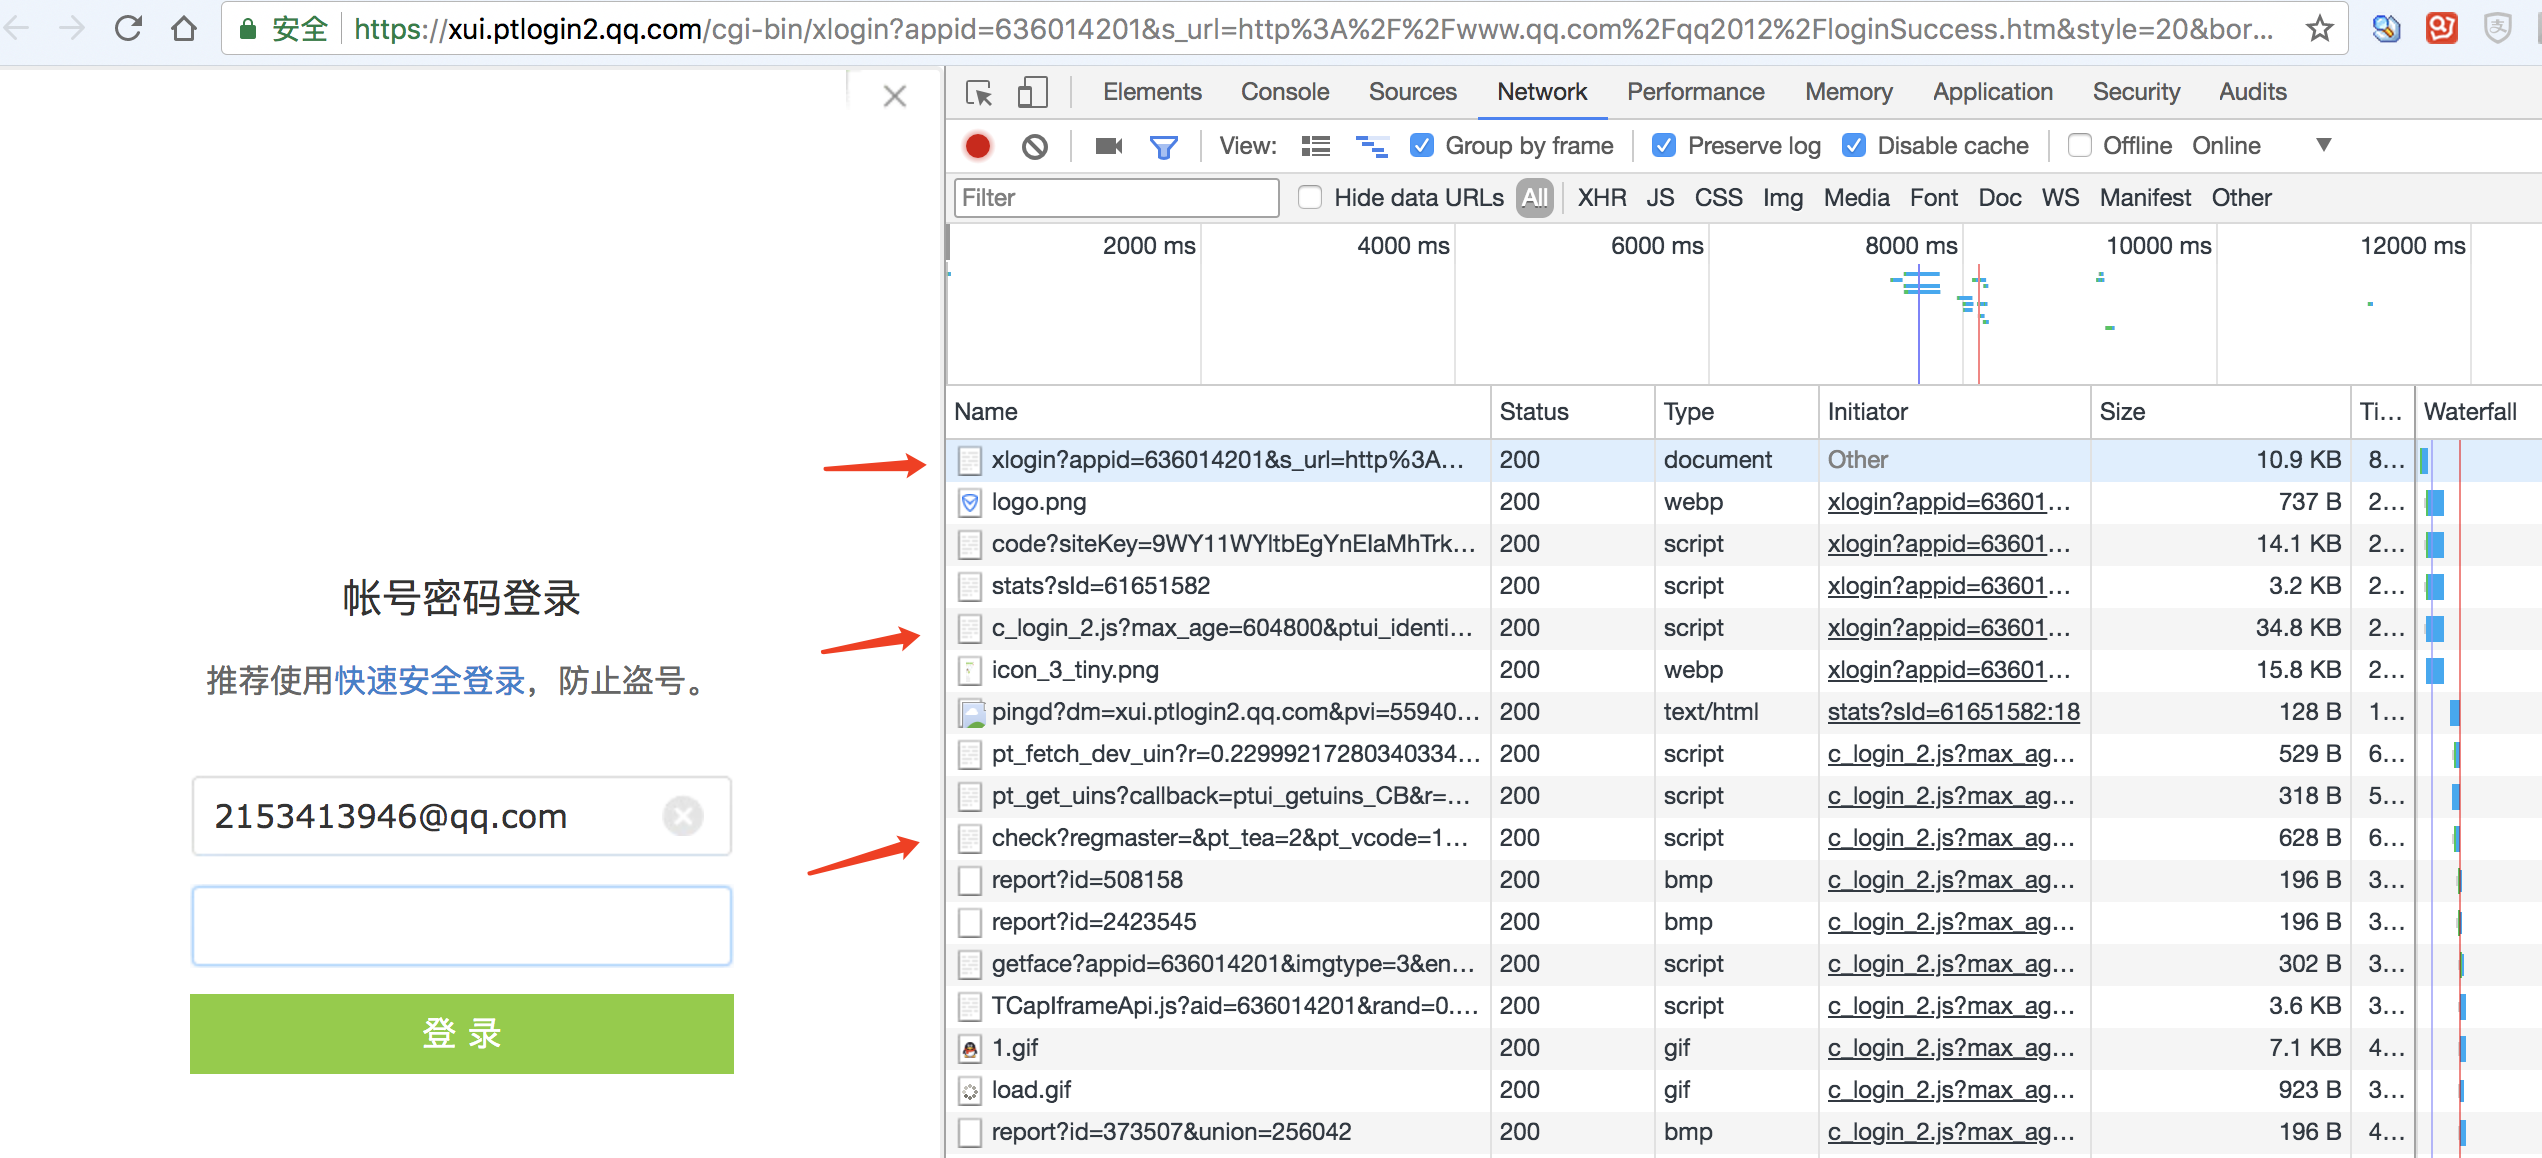 安全 https://xui.ptlogin2.qq.com/cgi-bin/xlogin?appid=636014201&s_url=http%3A%2F%2Fwww.qq.com%2Fqq2012%2FloginSuccess.htm&style=20&bor...
帐号密码登录
推荐使用快速安全登录，防止盗号。
2153413946@qq.com
登 录
Elements Console Sources Network Performance Memory Application Security Audits
View: Group by frame Preserve log Disable cache Offline Online
Filter Hide data URLs All XHR JS CSS Img Media Font Doc WS Manifest Other
2000 ms 4000 ms 6000 ms 8000 ms 10000 ms 12000 ms
Name Status Type Initiator Size Ti... Waterfall
xlogin?appid=636014201&s_url=http%3A... 200 document Other 10.9 KB 8...
logo.png 200 webp xlogin?appid=63601... 737 B 2...
code?siteKey=9WY11WYltbEgYnElaMhTrk... 200 script xlogin?appid=63601... 14.1 KB 2...
stats?sId=61651582 200 script xlogin?appid=63601... 3.2 KB 2...
c_login_2.js?max_age=604800&ptui_identi... 200 script xlogin?appid=63601... 34.8 KB 2...
icon_3_tiny.png 200 webp xlogin?appid=63601... 15.8 KB 2...
pingd?dm=xui.ptlogin2.qq.com&pvi=55940... 200 text/html stats?sId=61651582:18 128 B 1...
pt_fetch_dev_uin?r=0.22999217280340334... 200 script c_login_2.js?max_ag... 529 B 6...
pt_get_uins?callback=ptui_getuins_CB&r=... 200 script c_login_2.js?max_ag... 318 B 5...
check?regmaster=&pt_tea=2&pt_vcode=1... 200 script c_login_2.js?max_ag... 628 B 6...
report?id=508158 200 bmp c_login_2.js?max_ag... 196 B 3...
report?id=2423545 200 bmp c_login_2.js?max_ag... 196 B 3...
getface?appid=636014201&imgtype=3&en... 200 script c_login_2.js?max_ag... 302 B 3...
TCapIframeApi.js?aid=636014201&rand=0.... 200 script c_login_2.js?max_ag... 3.6 KB 3...
1.gif 200 gif c_login_2.js?max_ag... 7.1 KB 4...
load.gif 200 gif c_login_2.js?max_ag... 923 B 3...
report?id=373507&union=256042 200 bmp c_login_2.js?max_ag... 196 B 4...